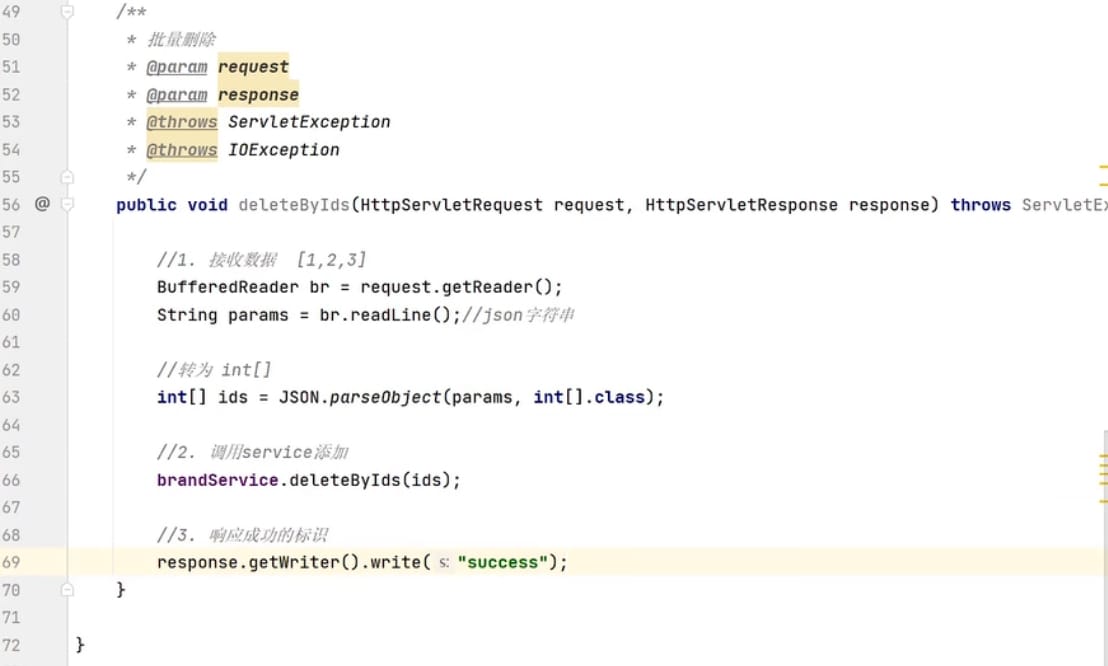 49 /**
50 * 批量删除
51 * @param request
52 * @param response
53 * @throws ServletException
54 * @throws IOException
55 */
56 @ public void deleteByIds(HttpServletRequest request, HttpServletResponse response) throws ServletEx
57
58 //1. 接收数据 [1,2,3]
59 BufferedReader br = request.getReader();
60 String params = br.readLine();//json字符串
61
62 //转为 int[]
63 int[] ids = JSON.parseObject(params, int[].class);
64
65 //2. 调用service添加
66 brandService.deleteByIds(ids);
67
68 //3. 响应成功的标识
69 response.getWriter().write( s: "success");
70 }
71
72 }